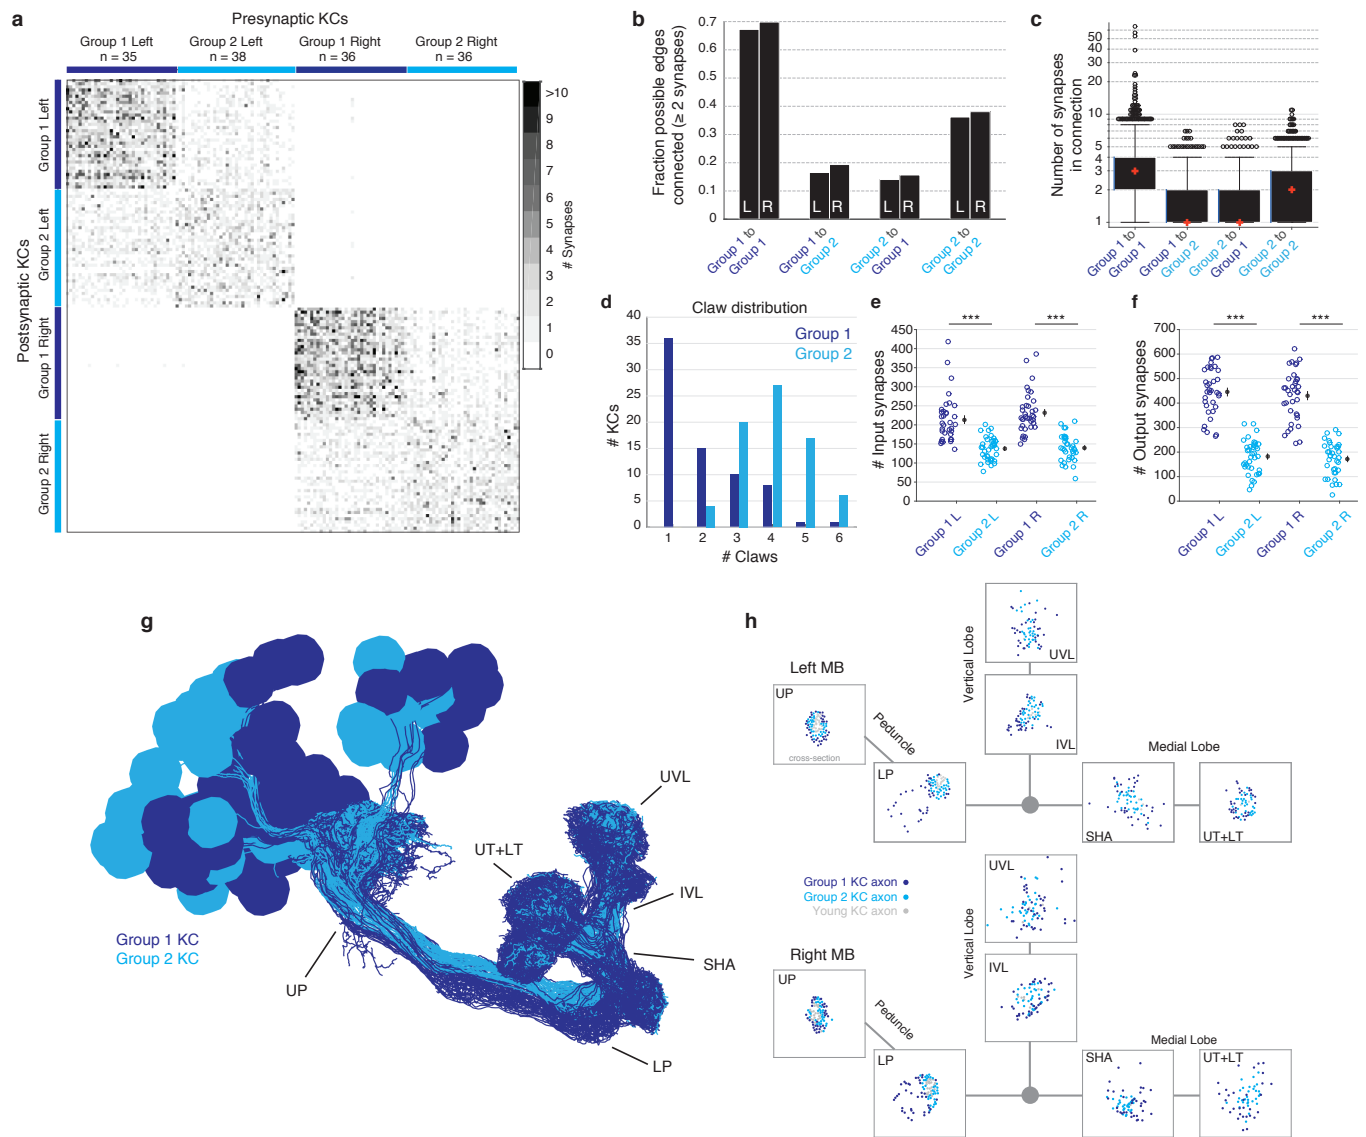 a
Presynaptic KCs
Group 1 Left
n = 35
Group 2 Left
n = 38
Group 1 Right
n = 36
Group 2 Right
n = 36
Postsynaptic KCs
Group 1 Left
Group 2 Left
Group 1 Right
Group 2 Right
>10
9
8
7
6
5
4
3
2
1
0
# Synapses
b
Fraction possible edges
connected (≥ 2 synapses)
0.7
0.6
0.5
0.4
0.3
0.2
0.1
0
L R
L R
L R
L R
Group 1 to
Group 1
Group 1 to
Group 2
Group 2 to
Group 1
Group 2 to
Group 2
c
Number of synapses
in connection
50
40
30
20
10
5
4
3
2
1
Group 1 to
Group 1
Group 1 to
Group 2
Group 2 to
Group 1
Group 2 to
Group 2
d
Claw distribution
Group 1
Group 2
# KCs
40
35
30
25
20
15
10
5
0
1 2 3 4 5 6
# Claws
e
# Input synapses
450
400
350
300
250
200
150
100
50
0
*** ***
Group 1 L
Group 2 L
Group 1 R
Group 2 R
f
# Output synapses
700
600
500
400
300
200
100
0
*** ***
Group 1 L
Group 2 L
Group 1 R
Group 2 R
g
Group 1 KC
Group 2 KC
UP
UT+LT
UVL
IVL
SHA
LP
h
Left MB
UP
cross-section
Peduncle
LP
Vertical Lobe
UVL
IVL
Medial Lobe
SHA
UT+LT
Group 1 KC axon
Group 2 KC axon
Young KC axon
Right MB
UP
Peduncle
LP
Vertical Lobe
UVL
IVL
Medial Lobe
SHA
UT+LT